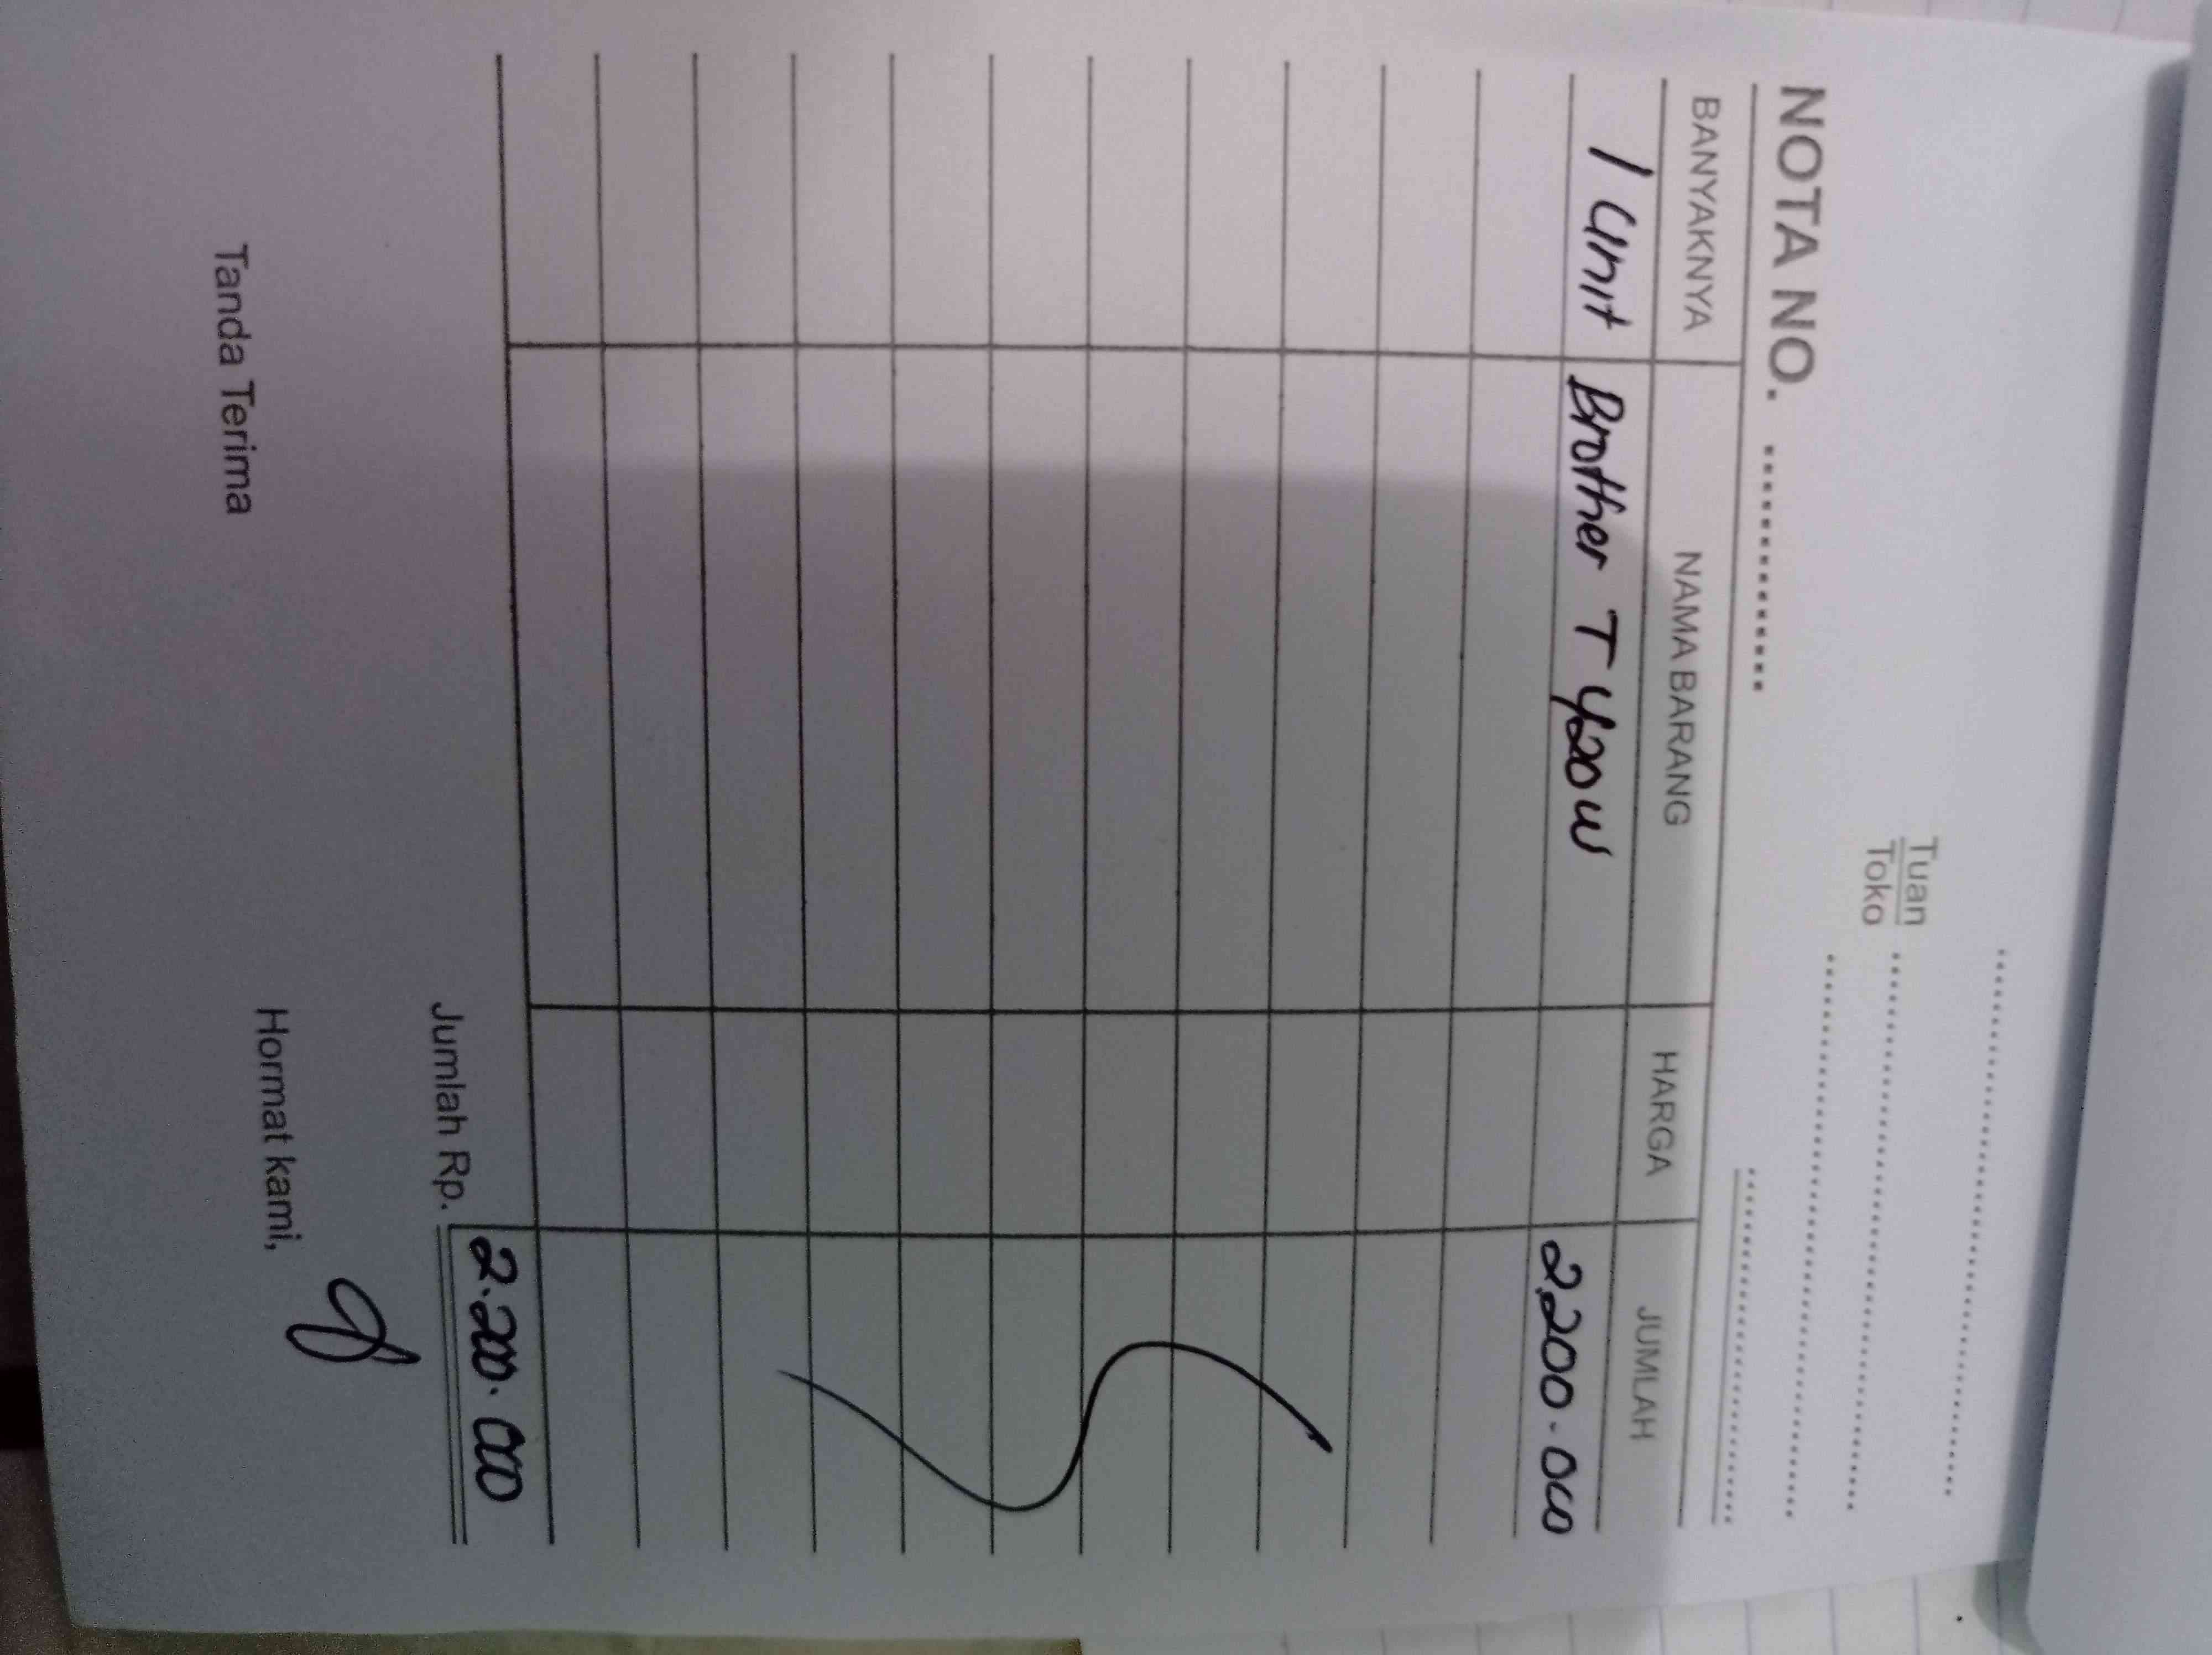 Tuan
Toko
NOTA NO.
BANYAKNYA NAMA BARANG HARGA JUMLAH
1 Unit Brother T 420 W 2.200.000
Jumlah Rp. 2.200.000
Tanda Terima Hormat kami,